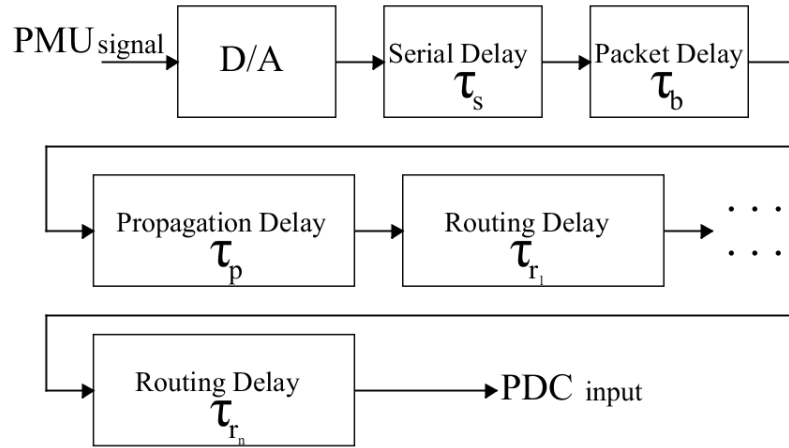 PMU signal
D/A
Serial Delay
τs
Packet Delay
τb
Propagation Delay
τp
Routing Delay
τr1
. . .
. . .
Routing Delay
τrn
PDC input